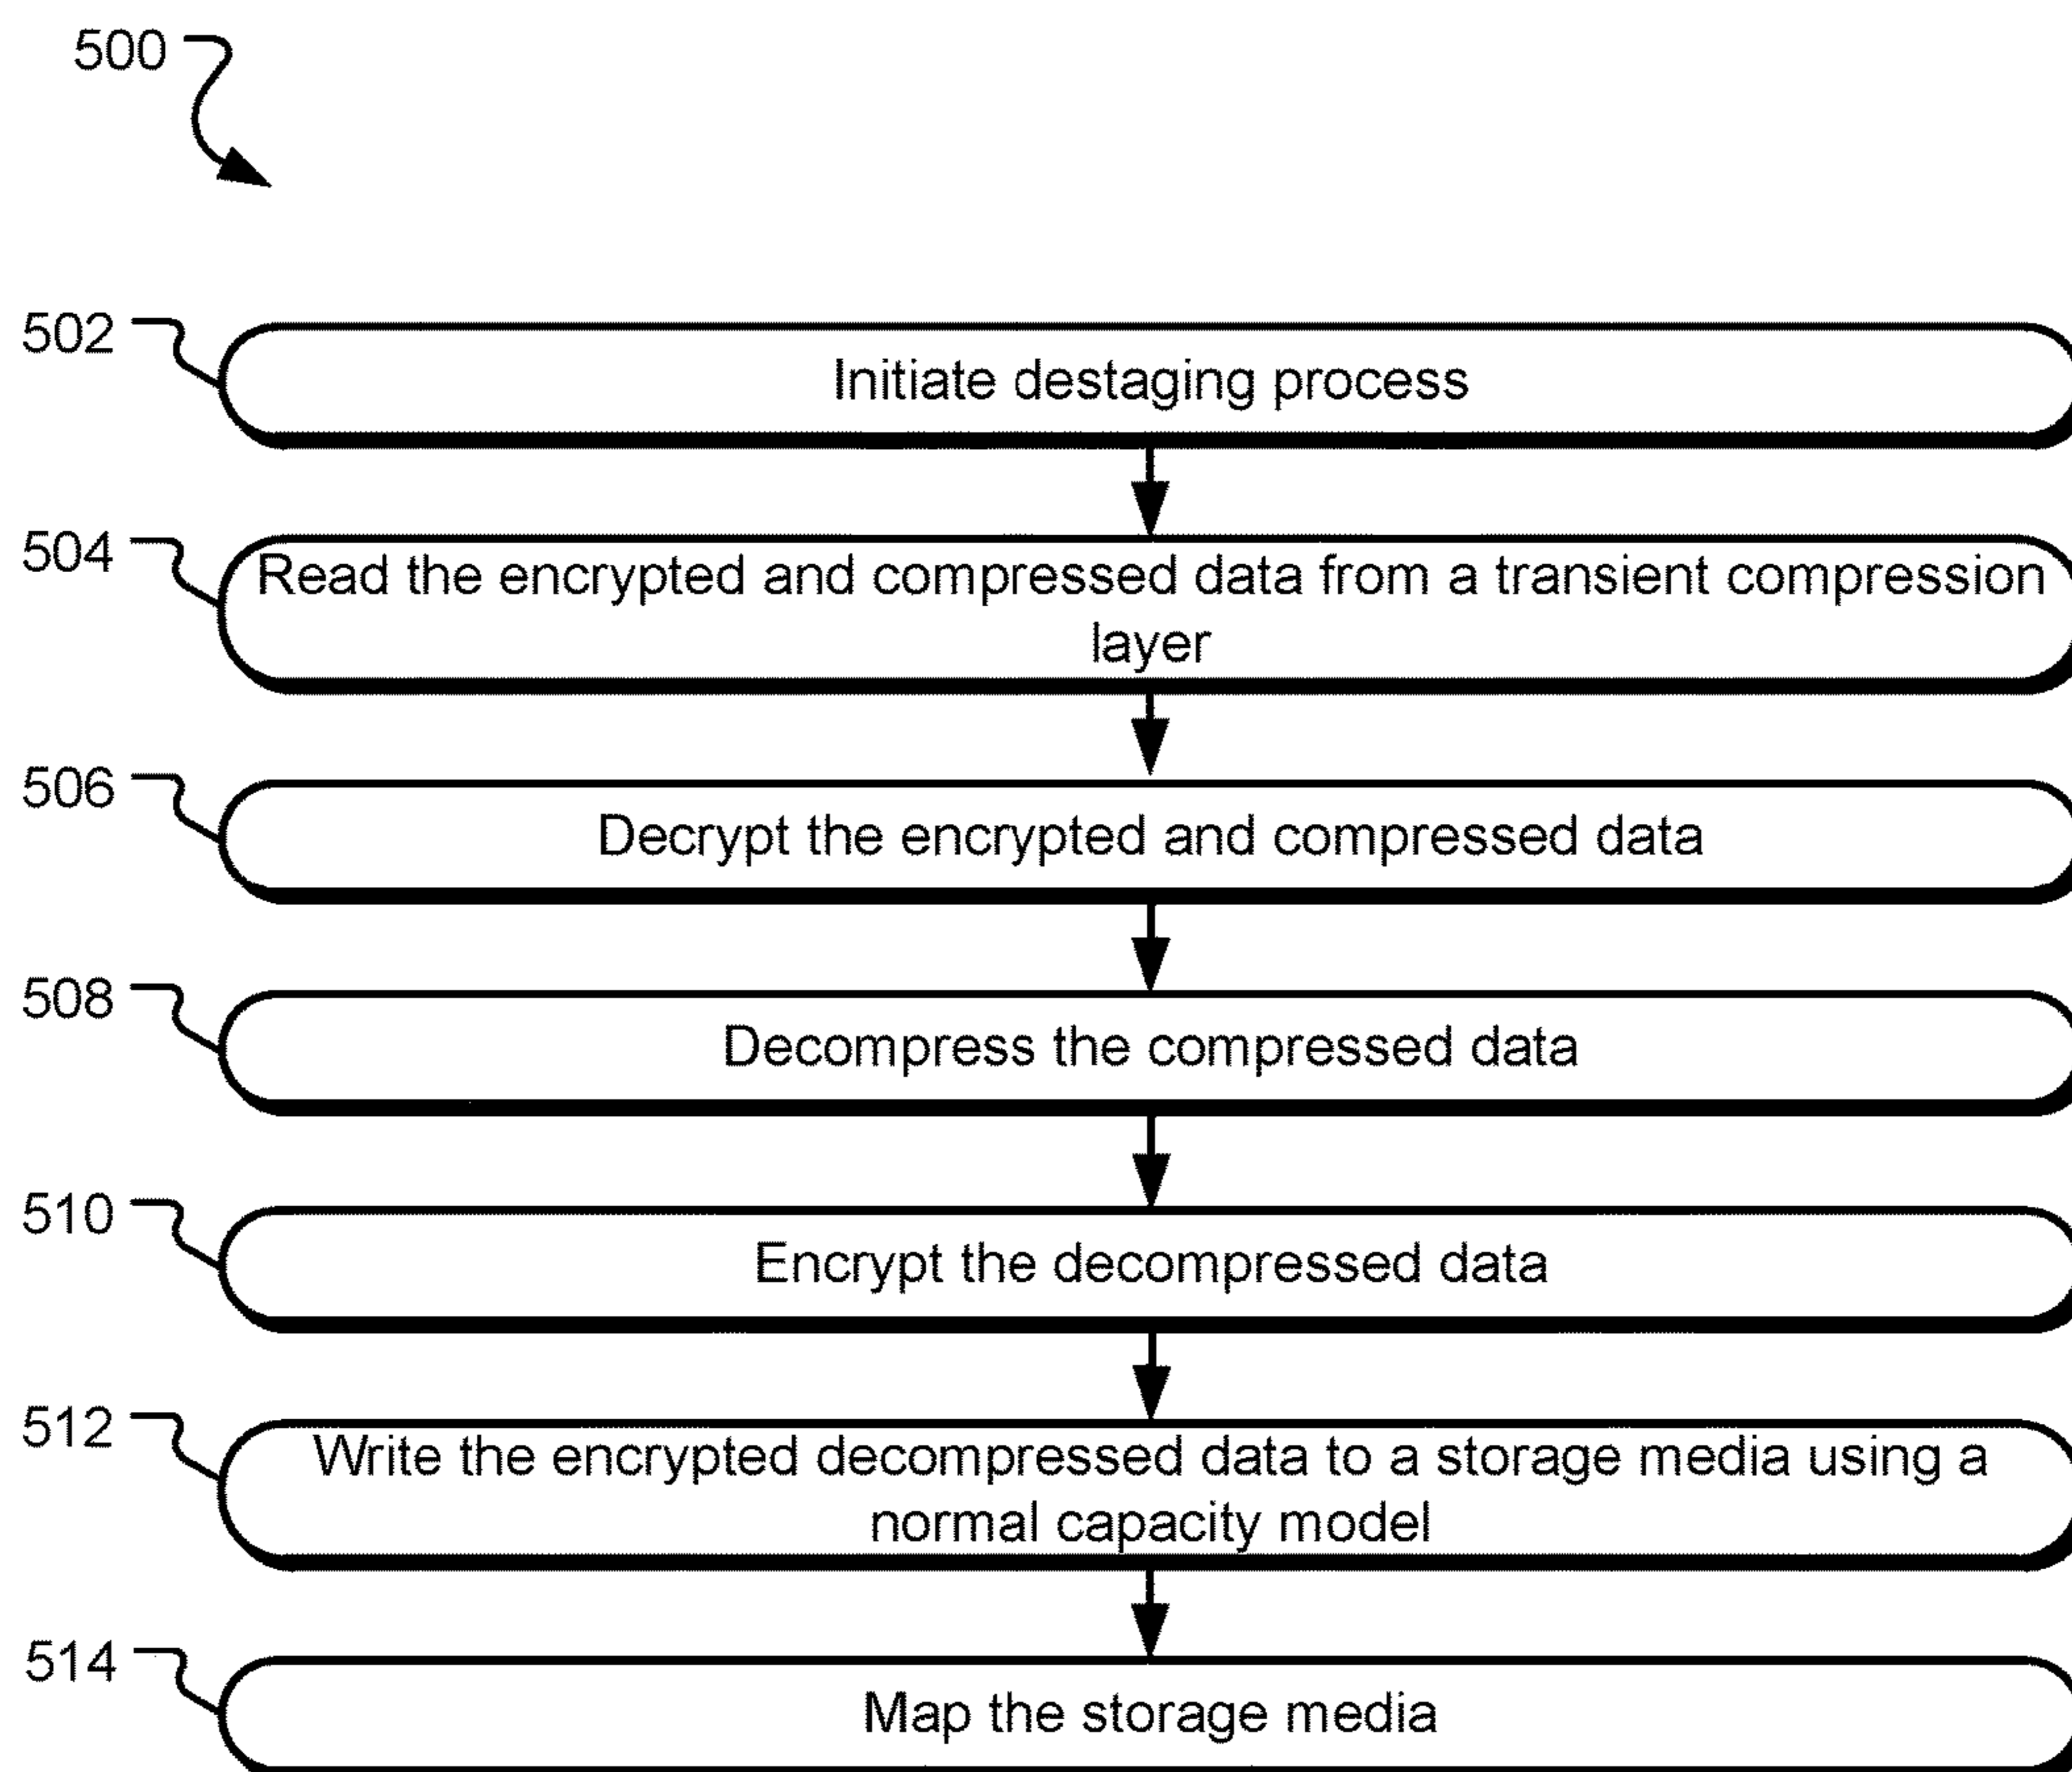 500
502
Initiate destaging process
504
Read the encrypted and compressed data from a transient compression
layer
506
Decrypt the encrypted and compressed data
508
Decompress the compressed data
510
Encrypt the decompressed data
512
Write the encrypted decompressed data to a storage media using a
normal capacity model
514
Map the storage media